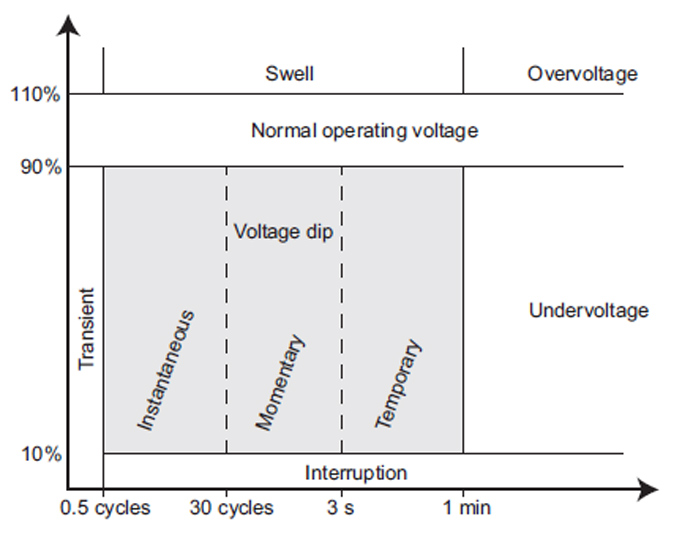 Swell
Overvoltage
110%
Normal operating voltage
90%
Voltage dip
Transient
Instantaneous
Momentary
Temporary
Undervoltage
10%
Interruption
0.5 cycles
30 cycles
3 s
1 min